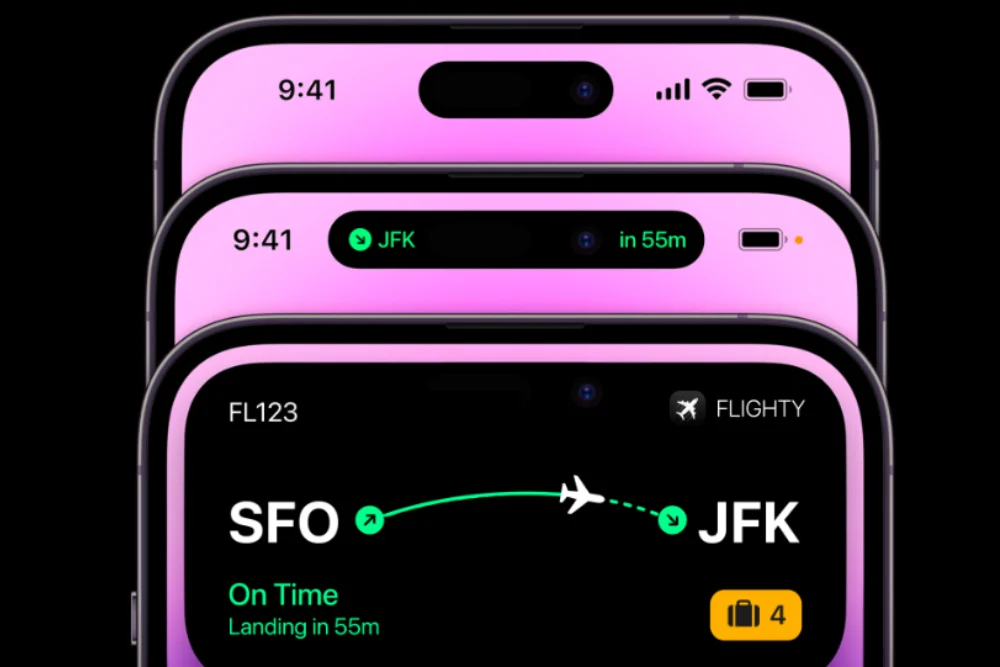 9:41
9:41 JFK in 55m
FL123 FLIGHTY
SFO JFK
On Time
Landing in 55m
4